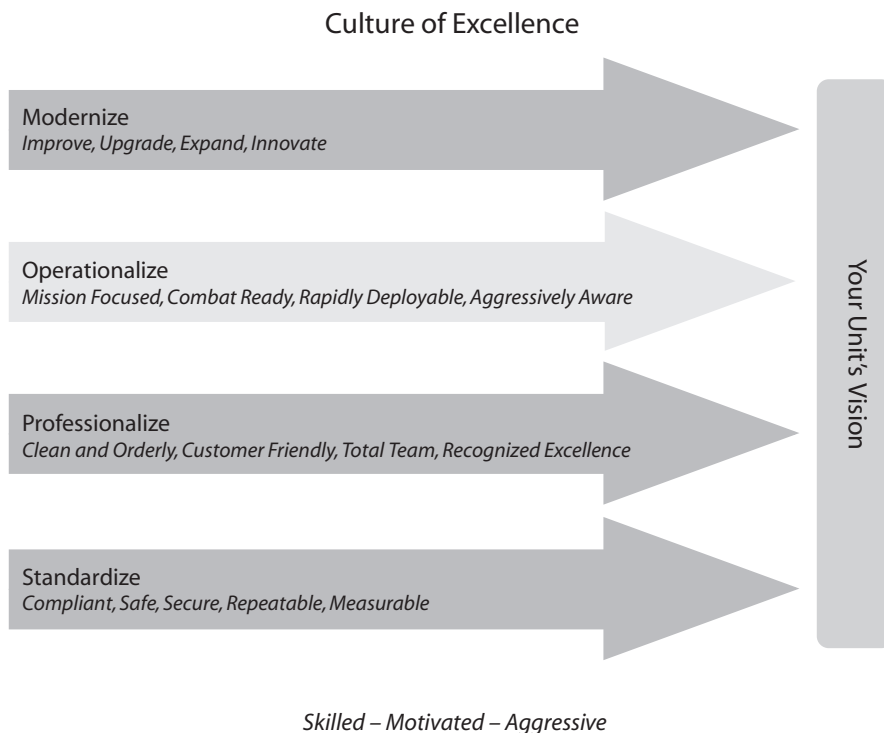 Culture of Excellence
Modernize
Improve, Upgrade, Expand, Innovate
Operationalize
Mission Focused, Combat Ready, Rapidly Deployable, Aggressively Aware
Professionalize
Clean and Orderly, Customer Friendly, Total Team, Recognized Excellence
Standardize
Compliant, Safe, Secure, Repeatable, Measurable
Your Unit's Vision
Skilled – Motivated – Aggressive